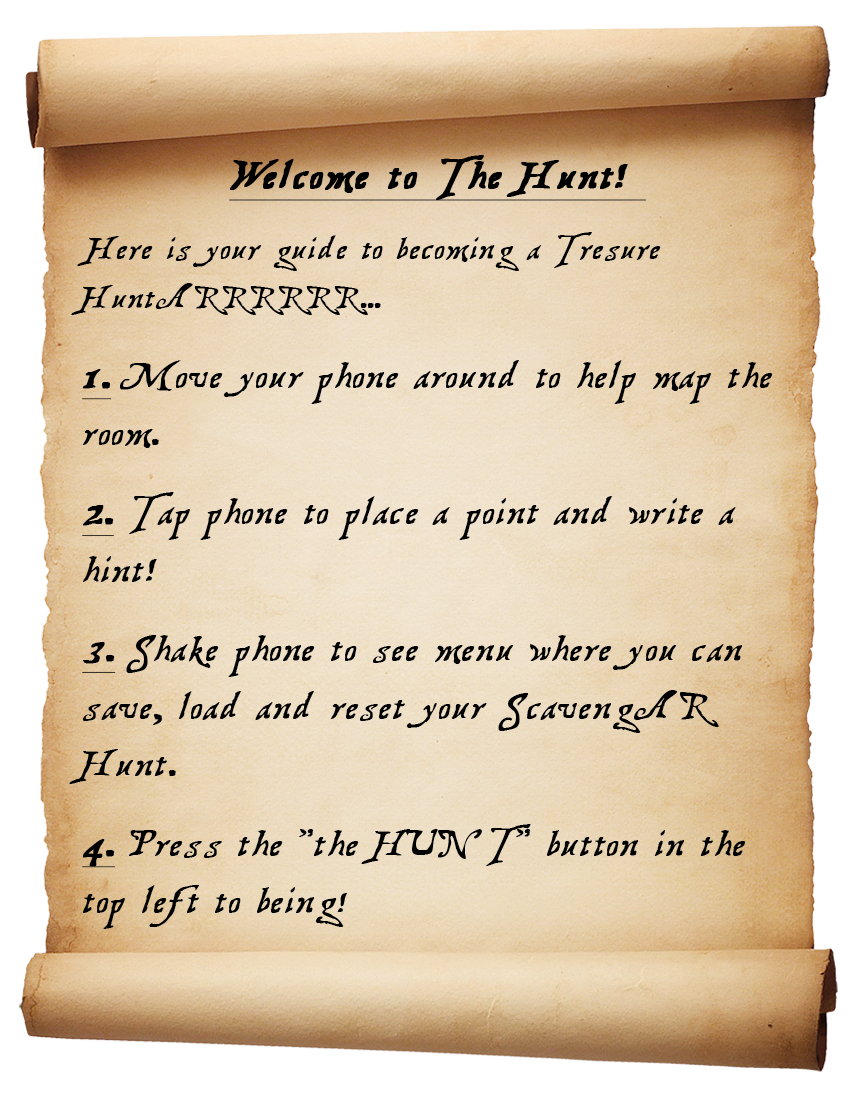 Welcome to The Hunt!
Here is your guide to becoming a Tresure
HuntARRRRRR...
1. Move your phone around to help map the
room.
2. Tap phone to place a point and write a
hint!
3. Shake phone to see menu where you can
save, load and reset your ScavengAR
Hunt.
4. Press the "the HUNT" button in the
top left to being!